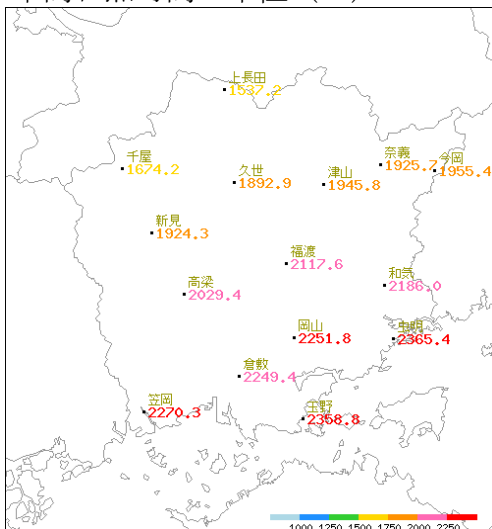 上長田
1537.2
千屋
1674.2
久世
1892.9
津山
1945.8
奈義
1925.7
今岡
1955.4
新見
1924.3
福渡
2117.6
高梁
2029.4
和気
2186.0
岡山
2251.8
虫明
2365.4
倉敷
2249.4
笠岡
2270.3
玉野
2358.8
1000 1250 1500 1750 2000 2250